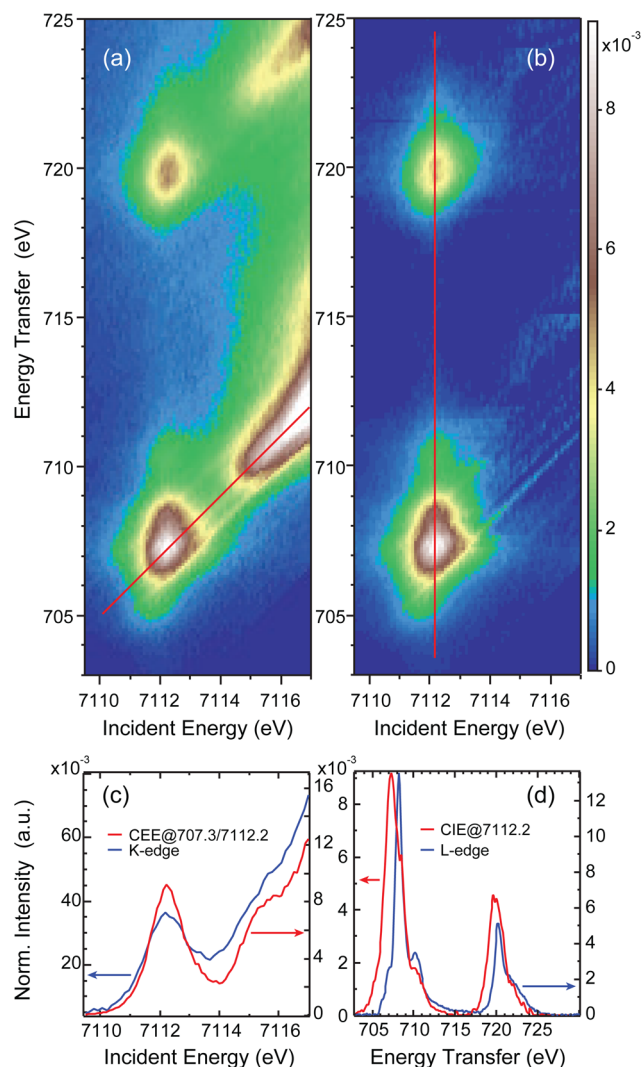 (a)
(b)
725
720
715
710
705
Energy Transfer (eV)
7110 7112 7114 7116
Incident Energy (eV)
725
720
715
710
705
7110 7112 7114 7116
Incident Energy (eV)
x10⁻³
8
6
4
2
0
(c)
x10⁻³
80
60
40
20
Norm. Intensity (a.u.)
CEE@707.3/7112.2
K-edge
x10⁻³
16
12
8
4
0
7110 7112 7114 7116
Incident Energy (eV)
(d)
x10⁻³
8
6
4
2
0
CIE@7112.2
L-edge
12
10
8
6
4
2
0
705 710 715 720 725
Energy Transfer (eV)